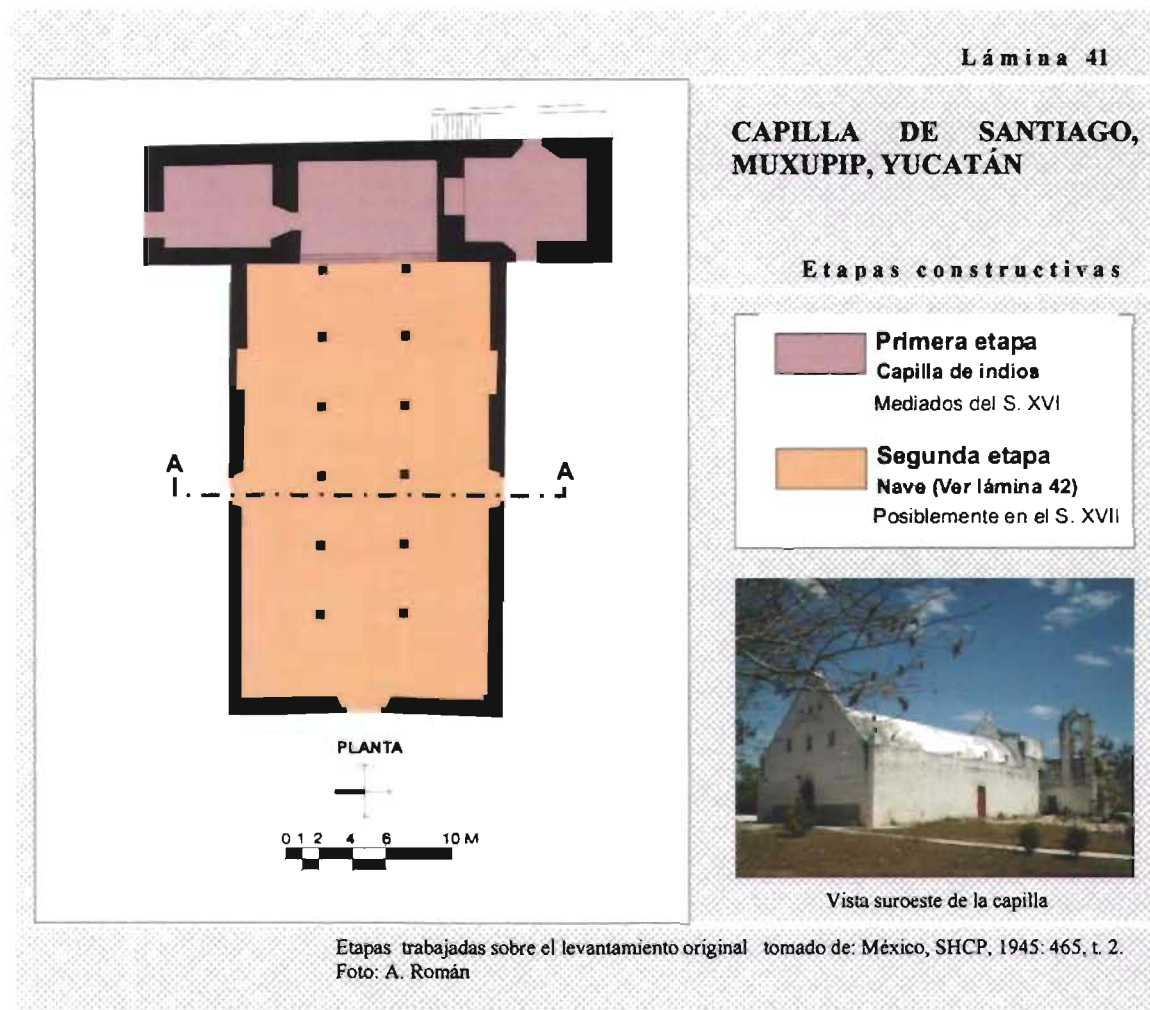 Lámina 41
CAPILLA DE SANTIAGO,
MUXUPIP, YUCATÁN
Etapas constructivas
Primera etapa
Capilla de indios
Mediados del S. XVI
Segunda etapa
Nave (Ver lámina 42)
Posiblemente en el S. XVII
A A
PLANTA
0 1 2 4 6 10 M
Vista suroeste de la capilla
Etapas trabajadas sobre el levantamiento original tomado de: México, SHCP, 1945: 465, t. 2.
Foto: A. Román